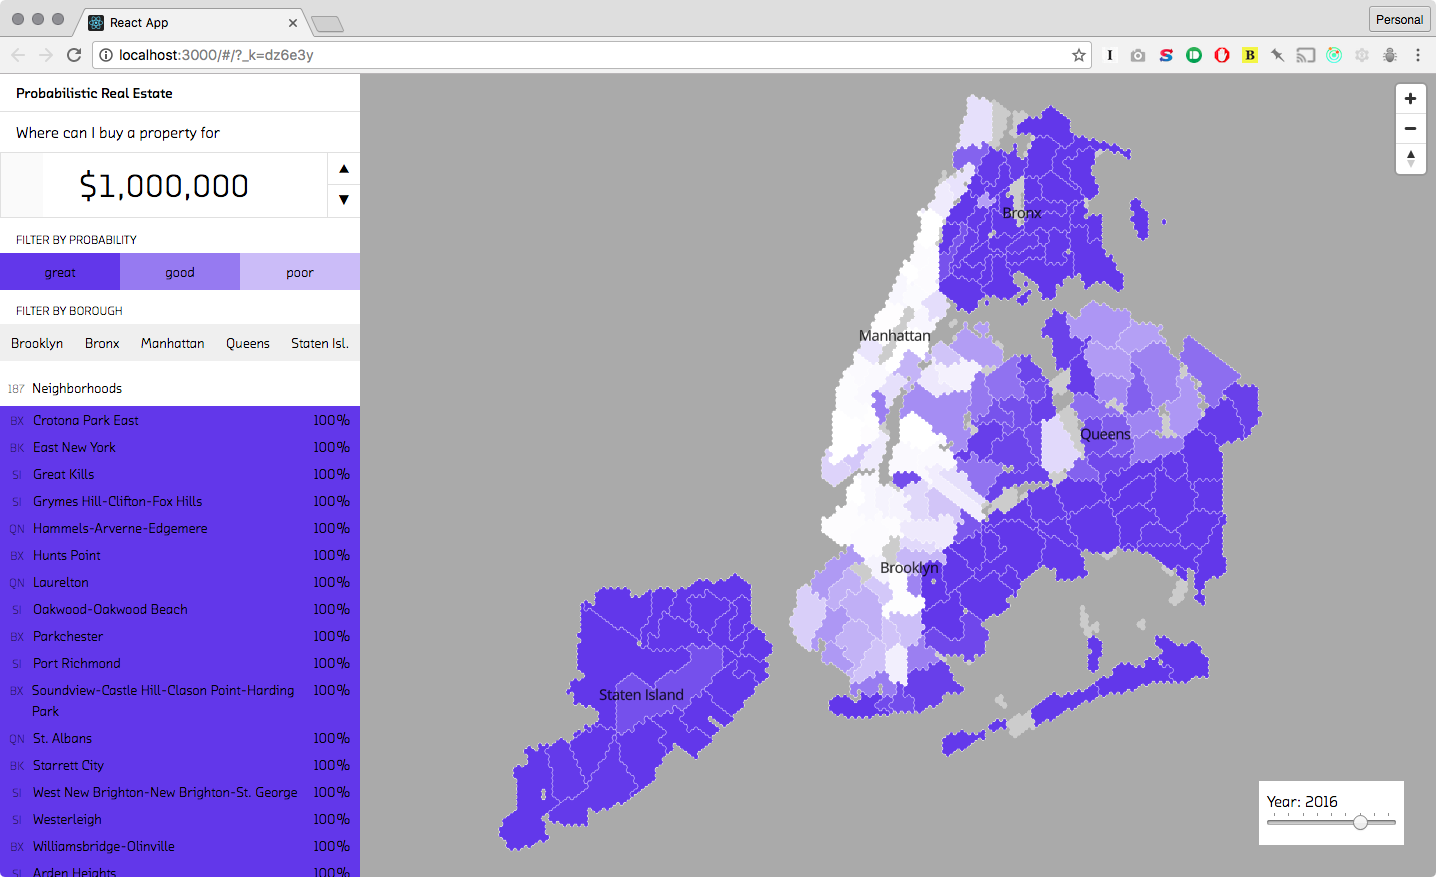 React App
Personal
localhost:3000/#/?_k=dz6e3y
Probabilistic Real Estate
Where can I buy a property for
$1,000,000
FILTER BY PROBABILITY
great good poor
FILTER BY BOROUGH
Brooklyn Bronx Manhattan Queens Staten Isl.
187 Neighborhoods
BX Crotona Park East 100%
BK East New York 100%
SI Great Kills 100%
SI Grymes Hill-Clifton-Fox Hills 100%
QN Hammels-Arverne-Edgemere 100%
BX Hunts Point 100%
QN Laurelton 100%
SI Oakwood-Oakwood Beach 100%
BX Parkchester 100%
SI Port Richmond 100%
BX Soundview-Castle Hill-Clason Point-Harding 100%
Park
QN St. Albans 100%
BK Starrett City 100%
SI West New Brighton-New Brighton-St. George 100%
SI Westerleigh 100%
BX Williamsbridge-Olinville 100%
SI Arden Heights 100%
Bronx
Manhattan
Queens
Brooklyn
Staten Island
Year: 2016